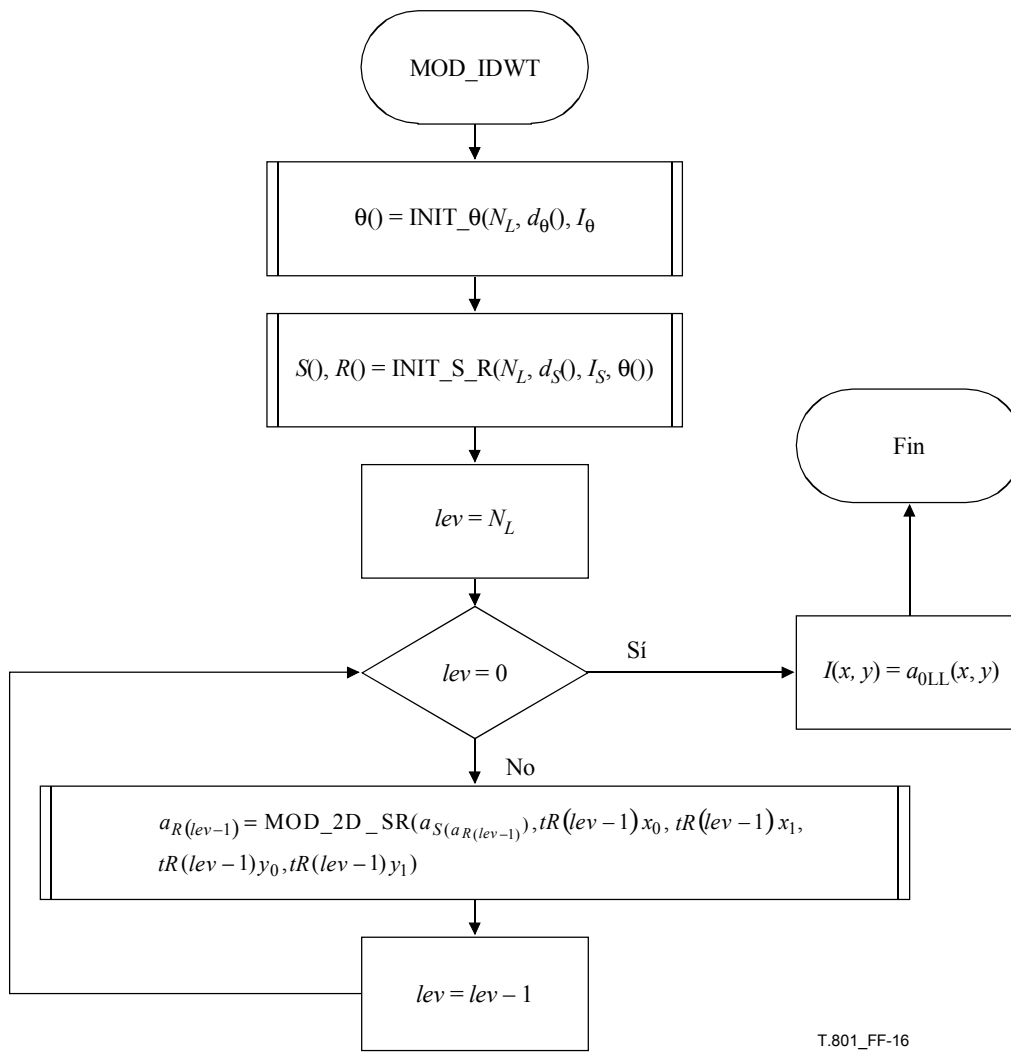 MOD_IDWT
θ() = INIT_θ(N_L, d_θ(), I_θ
S(), R() = INIT_S_R(N_L, d_S(), I_S, θ())
Fin
lev = N_L
Sí
lev = 0
I(x, y) = a_0LL(x, y)
No
a_R(lev−1) = MOD_2D_SR(a_S(a_R(lev−1)), tR(lev−1)x_0, tR(lev−1)x_1,
tR(lev−1)y_0, tR(lev−1)y_1)
lev = lev – 1
T.801_FF-16